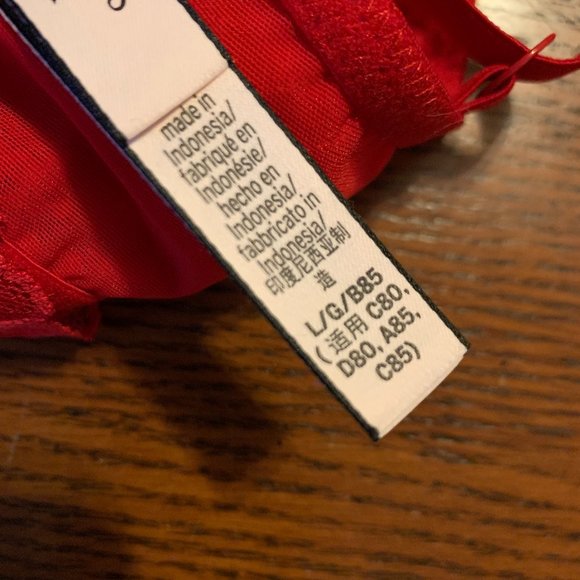 made in
Indonesia/
fabriqué en
Indonésie/
hecho en
Indonesia/
fabbricato in
Indonesia/
印度尼西亚制
造
L/G/B85
(适用 C80,
D80, A85,
C85)